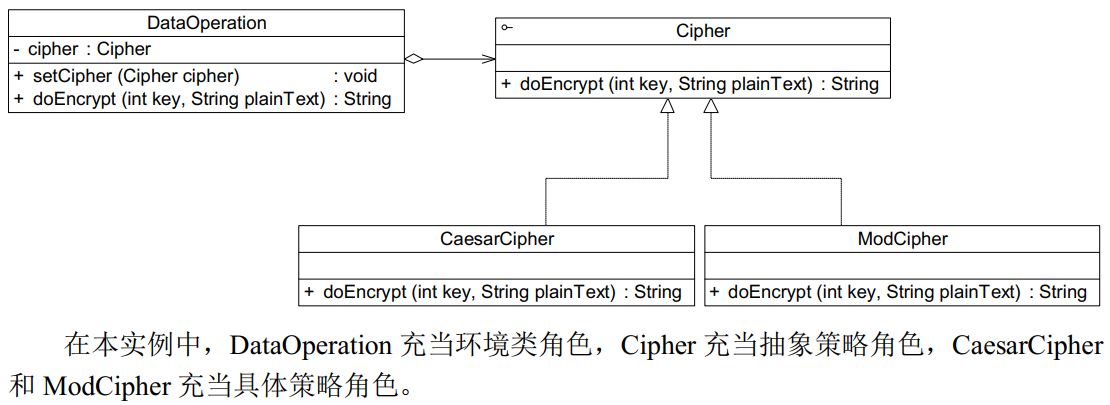 DataOperation
- cipher : Cipher
+ setCipher (Cipher cipher) : void
+ doEncrypt (int key, String plainText) : String
Cipher
+ doEncrypt (int key, String plainText) : String
CaesarCipher
+ doEncrypt (int key, String plainText) : String
ModCipher
+ doEncrypt (int key, String plainText) : String
在本实例中，DataOperation 充当环境类角色，Cipher 充当抽象策略角色，CaesarCipher
和 ModCipher 充当具体策略角色。